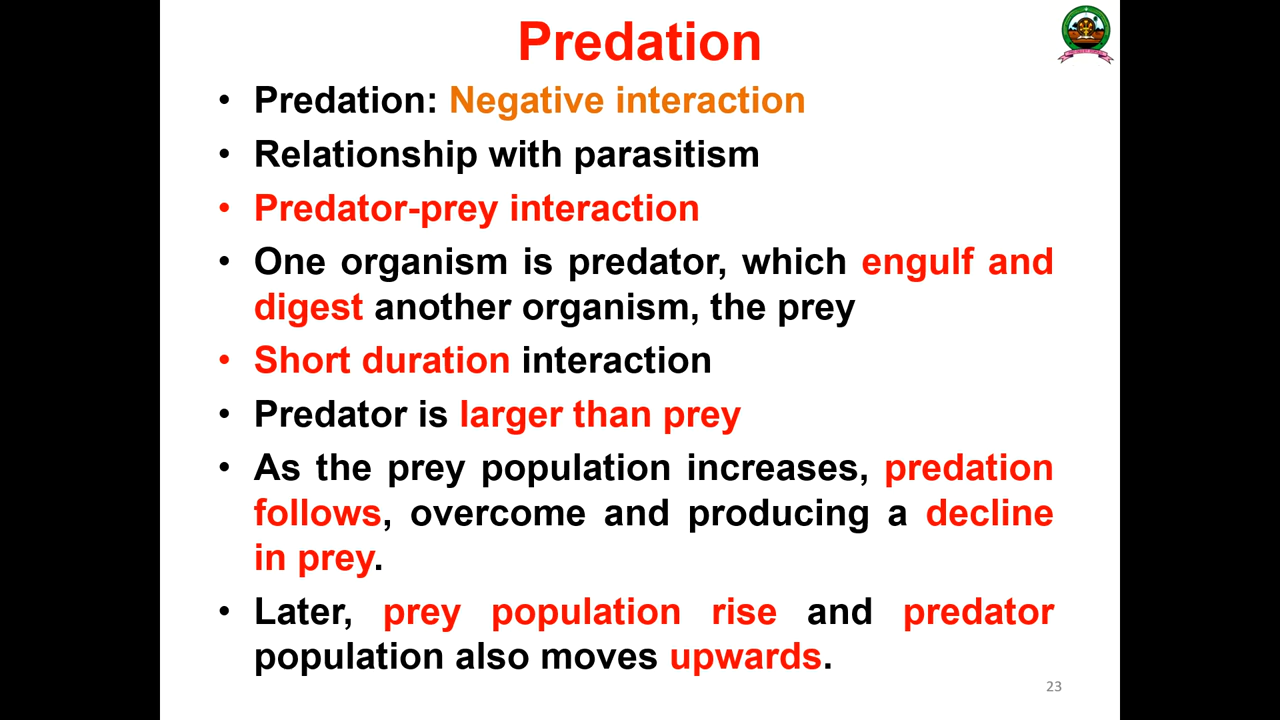 Predation
• Predation: Negative interaction
• Relationship with parasitism
• Predator-prey interaction
• One organism is predator, which engulf and
digest another organism, the prey
• Short duration interaction
• Predator is larger than prey
• As the prey population increases, predation
follows, overcome and producing a decline
in prey.
• Later, prey population rise and predator
population also moves upwards.
23